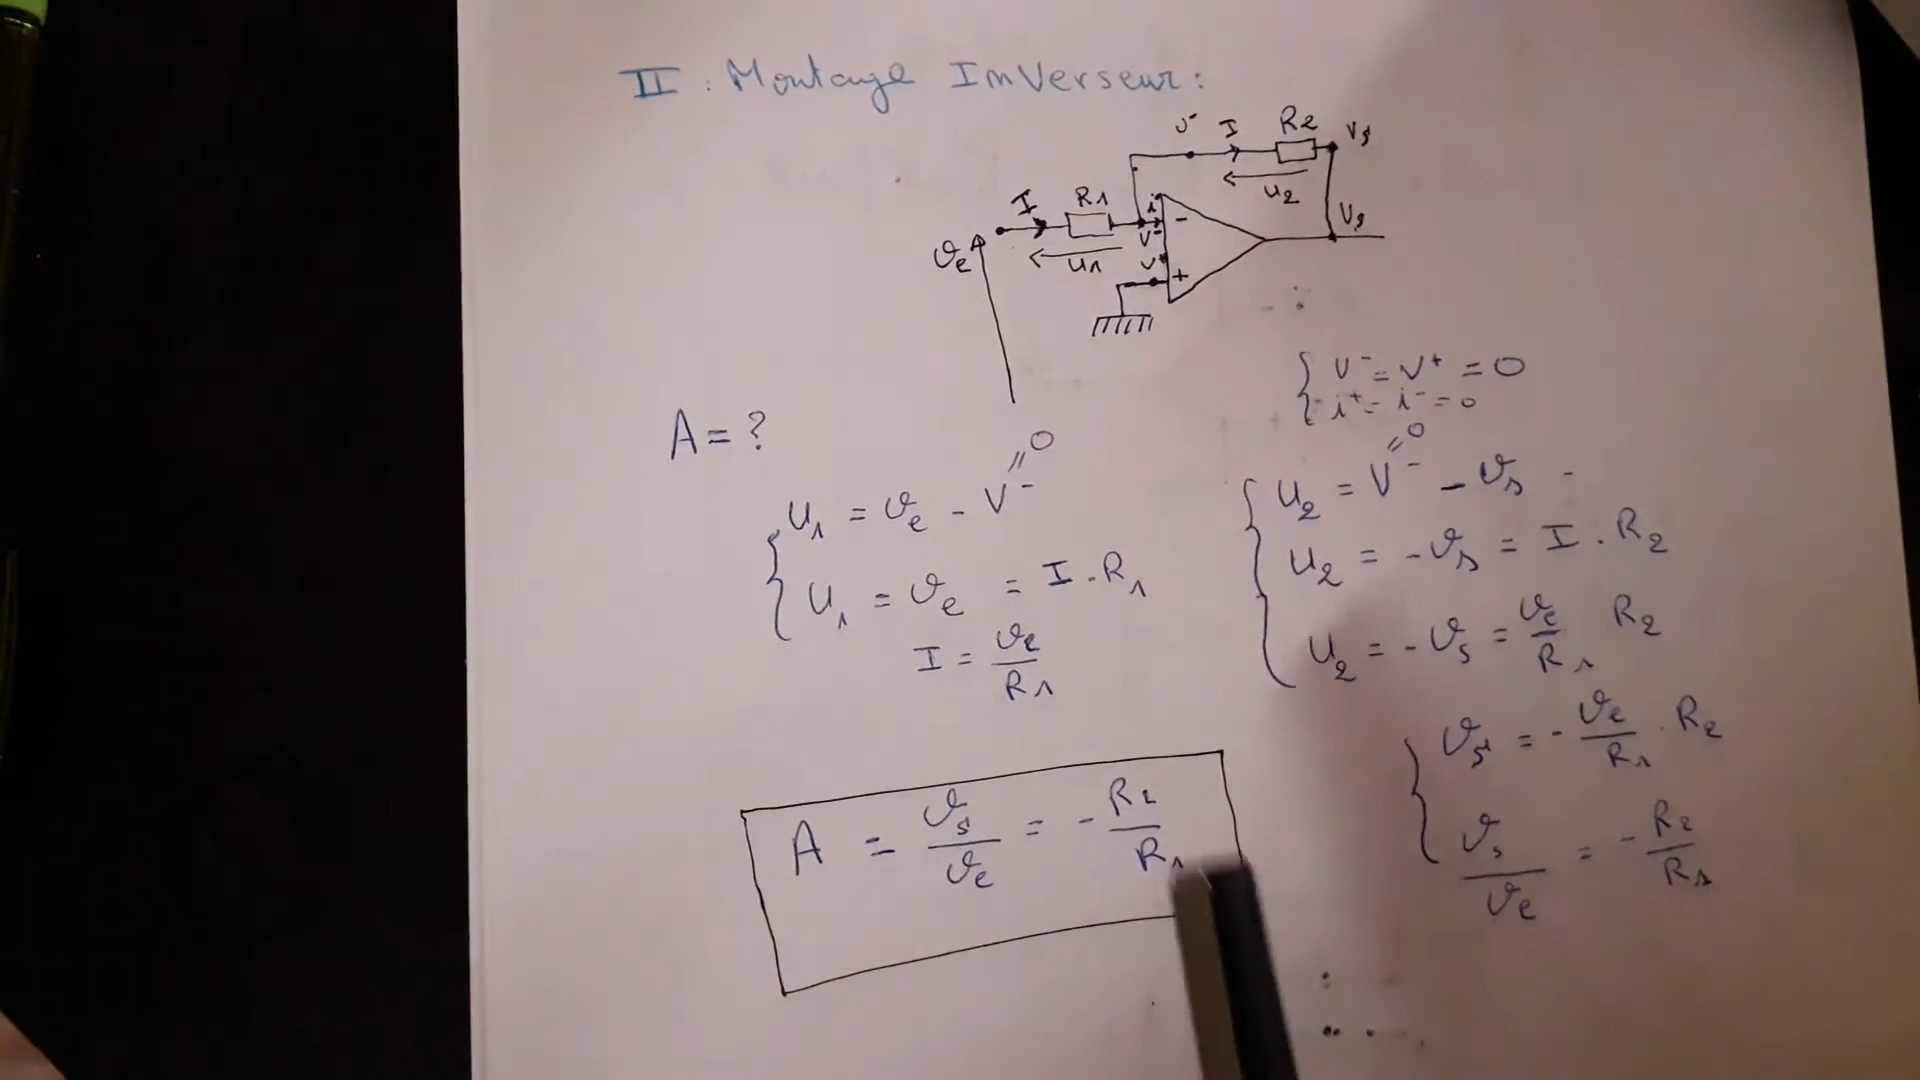 II : Montage Inverseur :
V⁻ I R2 Vs
I R1 i - u2 Vs
ve u1 V⁻ V⁺ +
{ V⁻ = V⁺ = 0
{ i⁺ = i⁻ = 0
A = ?
{ U₁ = ve - V⁻ = 0
U₁ = ve = I . R₁
I = ve / R₁
{ U₂ = V⁻ - vs = 0
U₂ = - vs = I . R₂
U₂ = - vs = ve / R₁ R₂
{ vs = - ve / R₁ . R₂
vs / ve = - R₂ / R₁
A = vs / ve = - R₂ / R₁